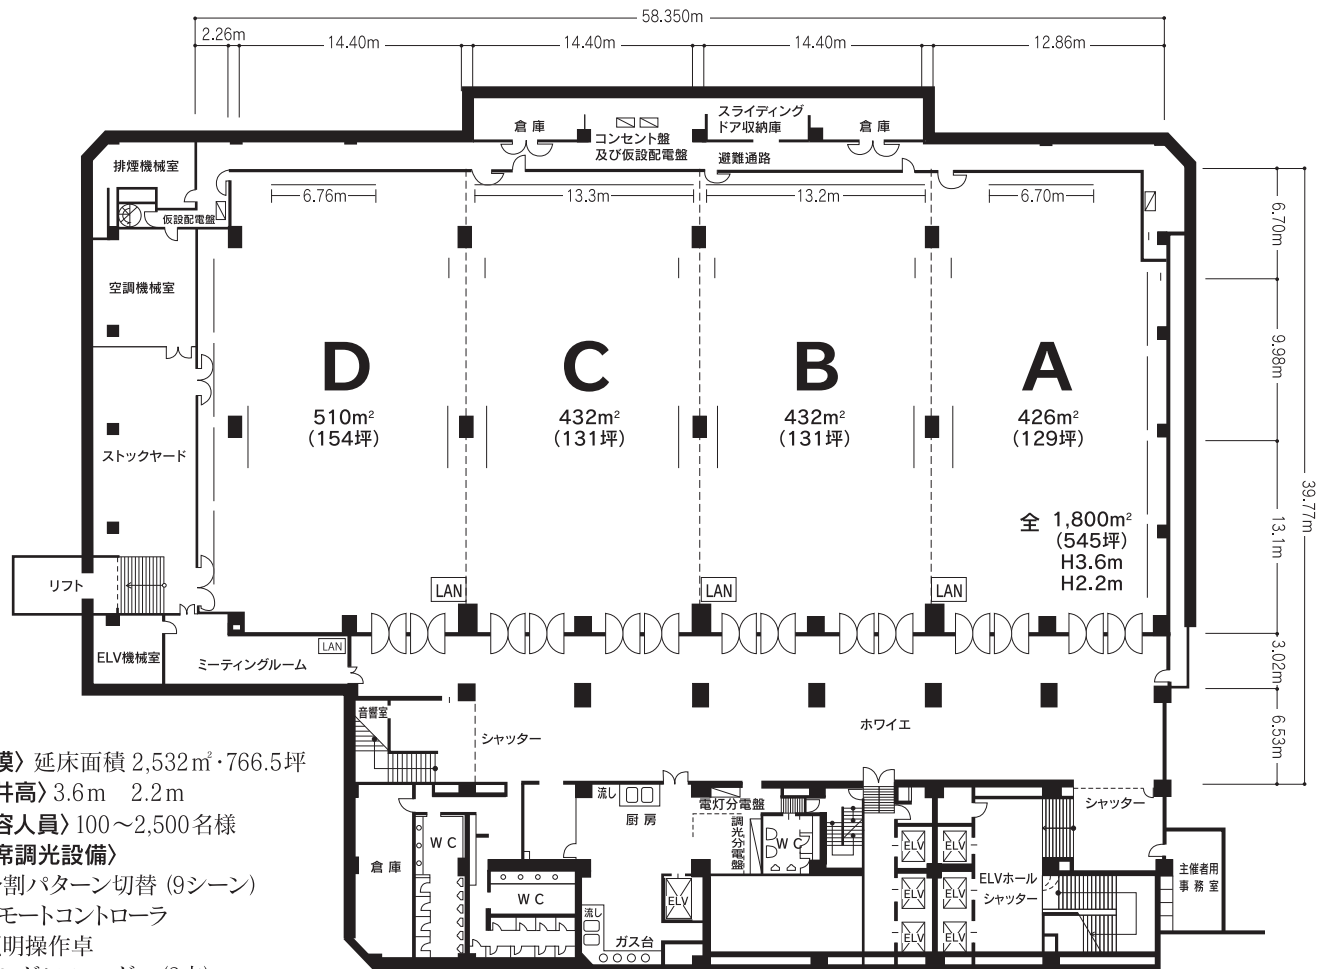 58.350m
2.26m
14.40m
14.40m
14.40m
12.86m
倉庫
コンセント盤
及び仮設配電盤
スライディング
ドア収納庫
倉庫
避難通路
排煙機械室
仮設配電盤
6.76m
13.3m
13.2m
6.70m
空調機械室
ストックヤード
リフト
ELV機械室
ミーティングルーム
LAN
D
510m²
(154坪)
C
432m²
(131坪)
B
432m²
(131坪)
A
426m²
(129坪)
全 1,800m²
(545坪)
H3.6m
H2.2m
LAN
LAN
LAN
6.70m
9.98m
13.1m
3.02m
6.53m
39.77m
音響室
シャッター
ホワイエ
模〉延床面積 2,532㎡・766.5坪
井高〉3.6m 2.2m
容人員〉100〜2,500名様
席調光設備〉
割パターン切替 (9シーン)
モートコントローラ
明操作卓
倉庫
WC
WC
流し
厨房
流し
ガス台
ELV
電灯分電盤
調光分電盤
WC
ELV
ELV
ELV
ELV
ELV
ELV
ELVホール
シャッター
シャッター
主催者用
事務室